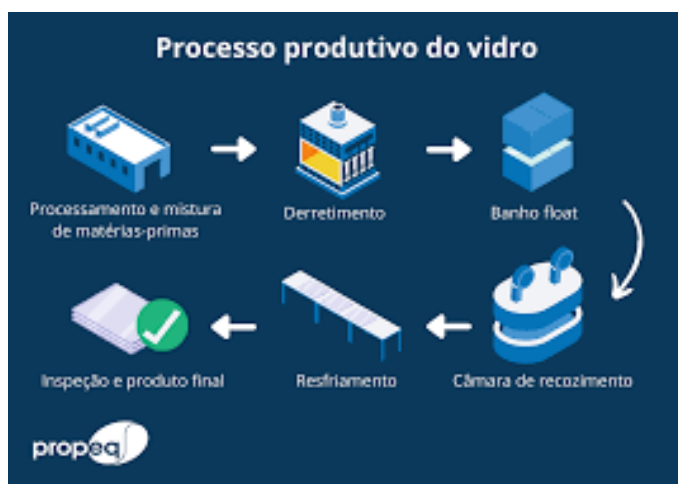 Processo produtivo do vidro
Processamento e mistura
de matérias-primas
Derretimento
Banho float
Inspeção e produto final
Resfriamento
Câmara de recozimento
propeq